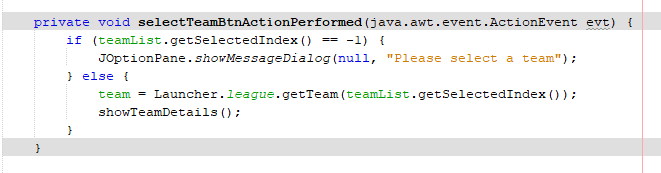 private void selectTeamBtnActionPerformed(java.awt.event.ActionEvent evt) {
if (teamList.getSelectedIndex() == -1) {
JOptionPane.showMessageDialog(null, "Please select a team");
} else {
team = Launcher.league.getTeam(teamList.getSelectedIndex());
showTeamDetails();
}
}